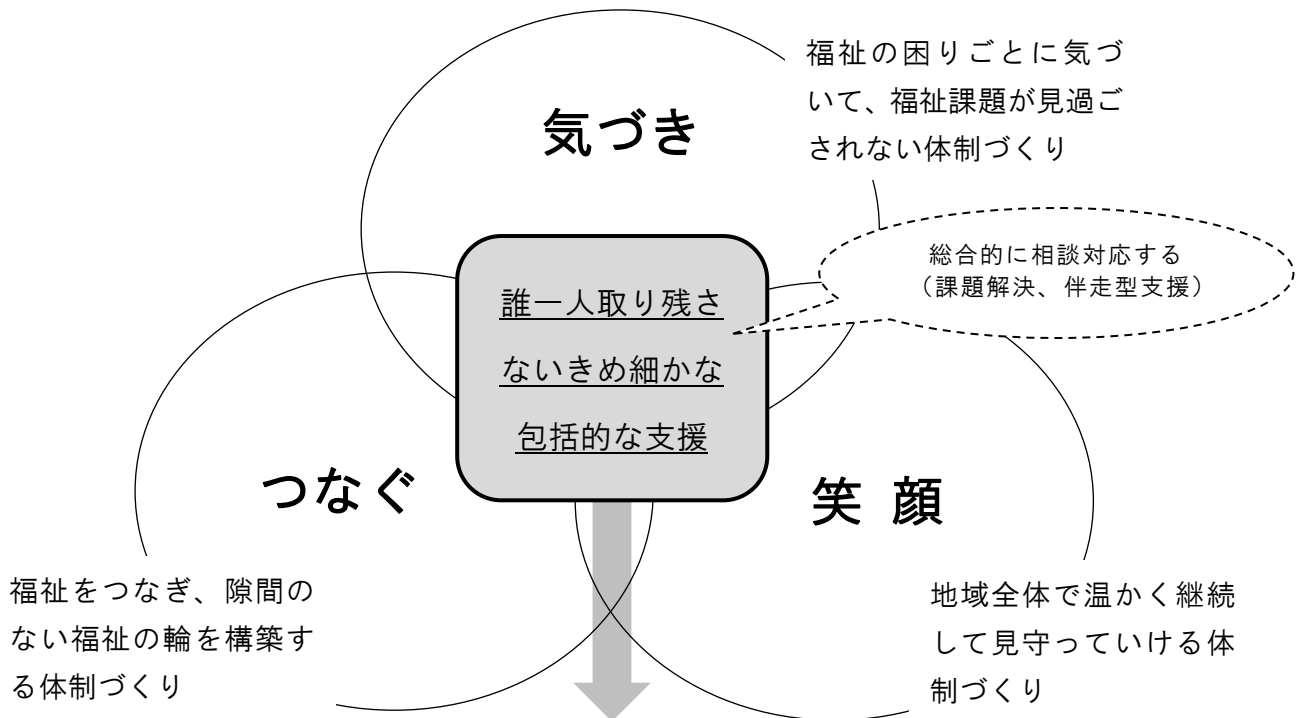 福祉の困りごとに気づ
いて、福祉課題が見過ご
されない体制づくり
気づき
総合的に相談対応する
（課題解決、伴走型支援）
誰一人取り残さ
ないきめ細かな
包括的な支援
つなぐ
笑 顔
福祉をつなぎ、隙間の
ない福祉の輪を構築す
る体制づくり
地域全体で温かく継続
して見守っていける体
制づくり